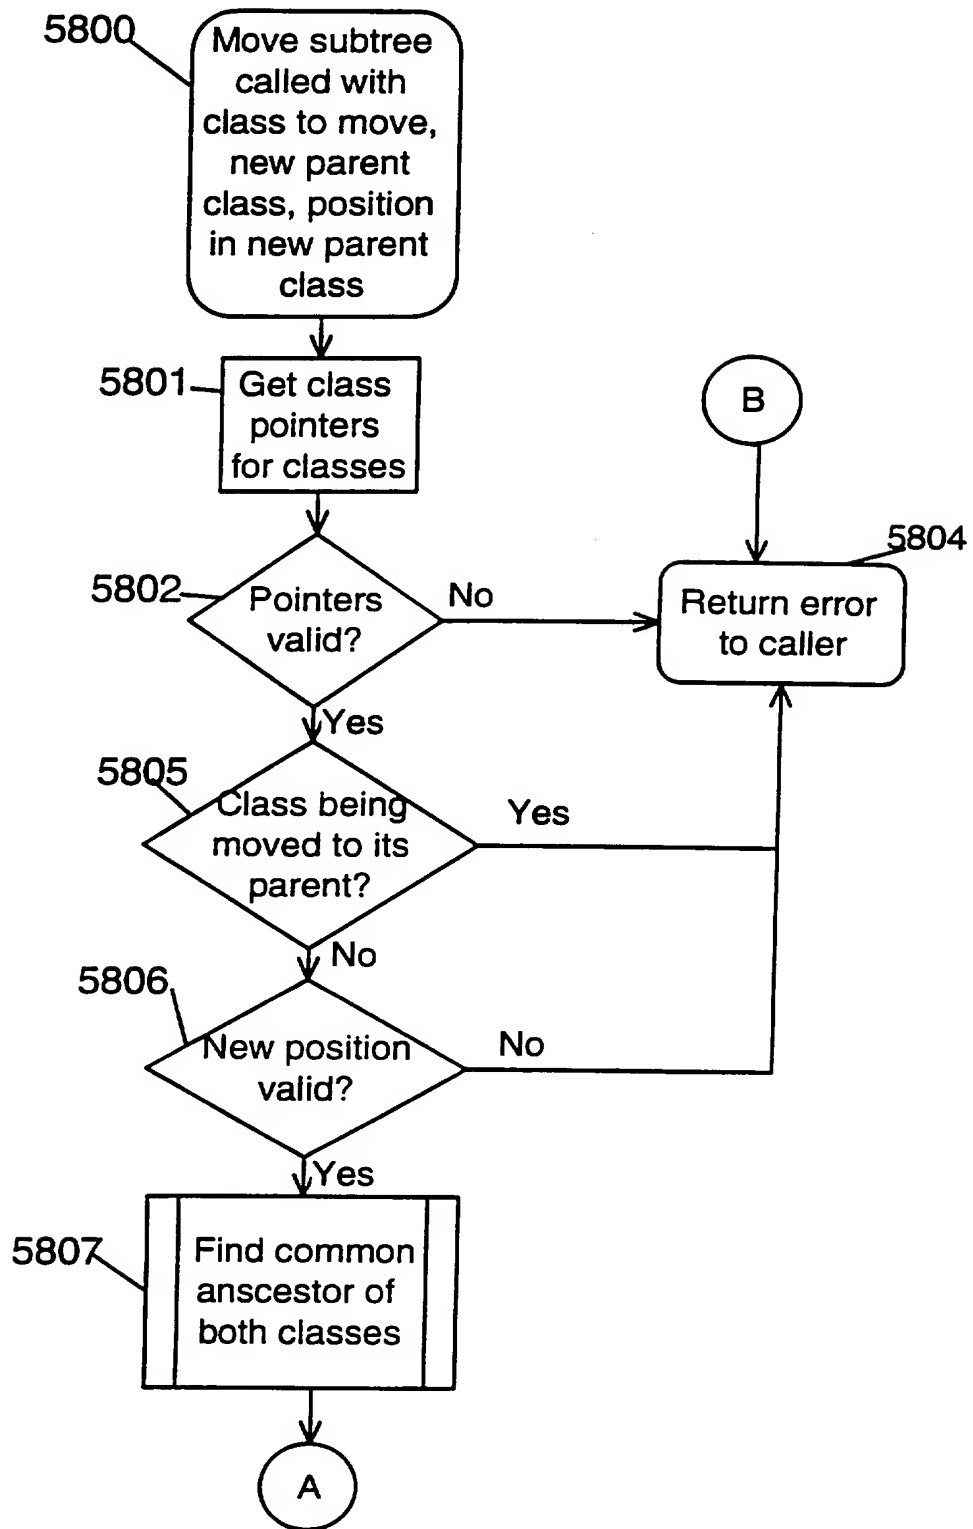 5800
Move subtree
called with
class to move,
new parent
class, position
in new parent
class
5801
Get class
pointers
for classes
B
5802
Pointers
valid?
No
5804
Return error
to caller
Yes
5805
Class being
moved to its
parent?
Yes
No
5806
New position
valid?
No
Yes
5807
Find common
anscestor of
both classes
A